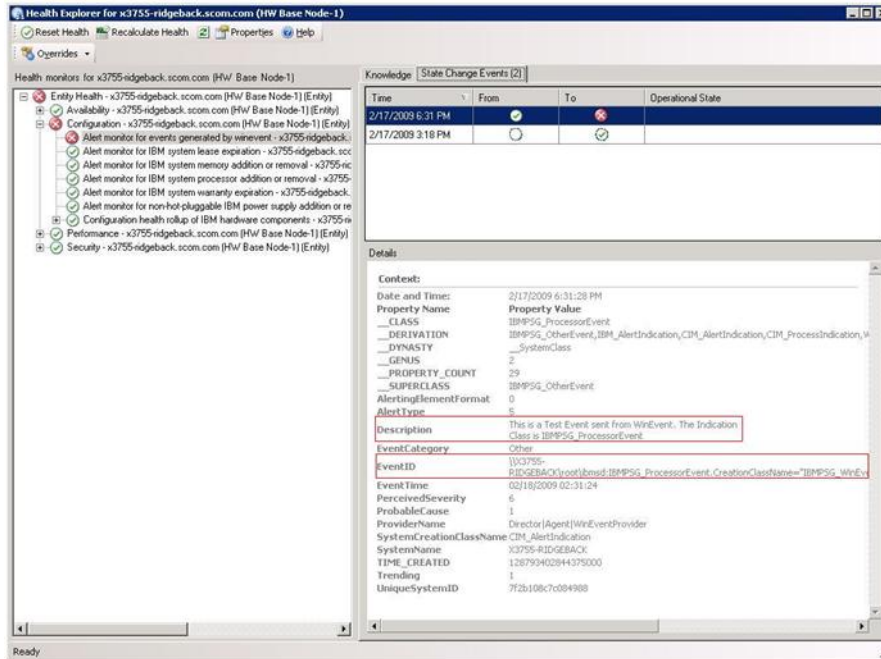 Health Explorer for x3755-ridgeback.scom.com (HW Base Node-1)
Reset Health Recalculate Health Properties Help
Overrides
Health monitors for x3755-ridgeback.scom.com (HW Base Node-1)
Entity Health - x3755-ridgeback.scom.com (HW Base Node-1) (Entity)
Availability - x3755-ridgeback.scom.com (HW Base Node-1) (Entity)
Configuration - x3755-ridgeback.scom.com (HW Base Node-1) (Entity)
Alert monitor for events generated by winevent - x3755-ridgeback.
Alert monitor for IBM system lease expiration - x3755-ridgeback.sco
Alert monitor for IBM system memory addition or removal - x3755-ric
Alert monitor for IBM system processor addition or removal - x3755-
Alert monitor for IBM system warranty expiration - x3755-ridgeback.
Alert monitor for non-hot-pluggable IBM power supply addition or re
Configuration health rollup of IBM hardware components - x3755-ri
Performance - x3755-ridgeback.scom.com (HW Base Node-1) (Entity)
Security - x3755-ridgeback.scom.com (HW Base Node-1) (Entity)
Knowledge State Change Events (2)
Time From To Operational State
2/17/2009 6:31 PM
2/17/2009 3:18 PM
Details
Context:
Date and Time: 2/17/2009 6:31:28 PM
Property Name Property Value
__CLASS IBMPSG_ProcessorEvent
__DERIVATION IBMPSG_OtherEvent,IBM_AlertIndication,CIM_AlertIndication,CIM_ProcessIndication,
__DYNASTY __SystemClass
__GENUS 2
__PROPERTY_COUNT 29
__SUPERCLASS IBMPSG_OtherEvent
AlertingElementFormat 0
AlertType 5
Description This is a Test Event sent from WinEvent. The Indication
Class is IBMPSG_ProcessorEvent
EventCategory Other
EventID \\X3755-
RIDGEBACK\root\ibmsd:IBMPSG_ProcessorEvent.CreationClassName="IBMPSG_WinEve
EventTime 02/18/2009 02:31:24
PerceivedSeverity 6
ProbableCause 1
ProviderName Director|Agent|WinEventProvider
SystemCreationClassName CIM_AlertIndication
SystemName X3755-RIDGEBACK
TIME_CREATED 128793402844375000
Trending 1
UniqueSystemID 7f2b108c7c084988
Ready